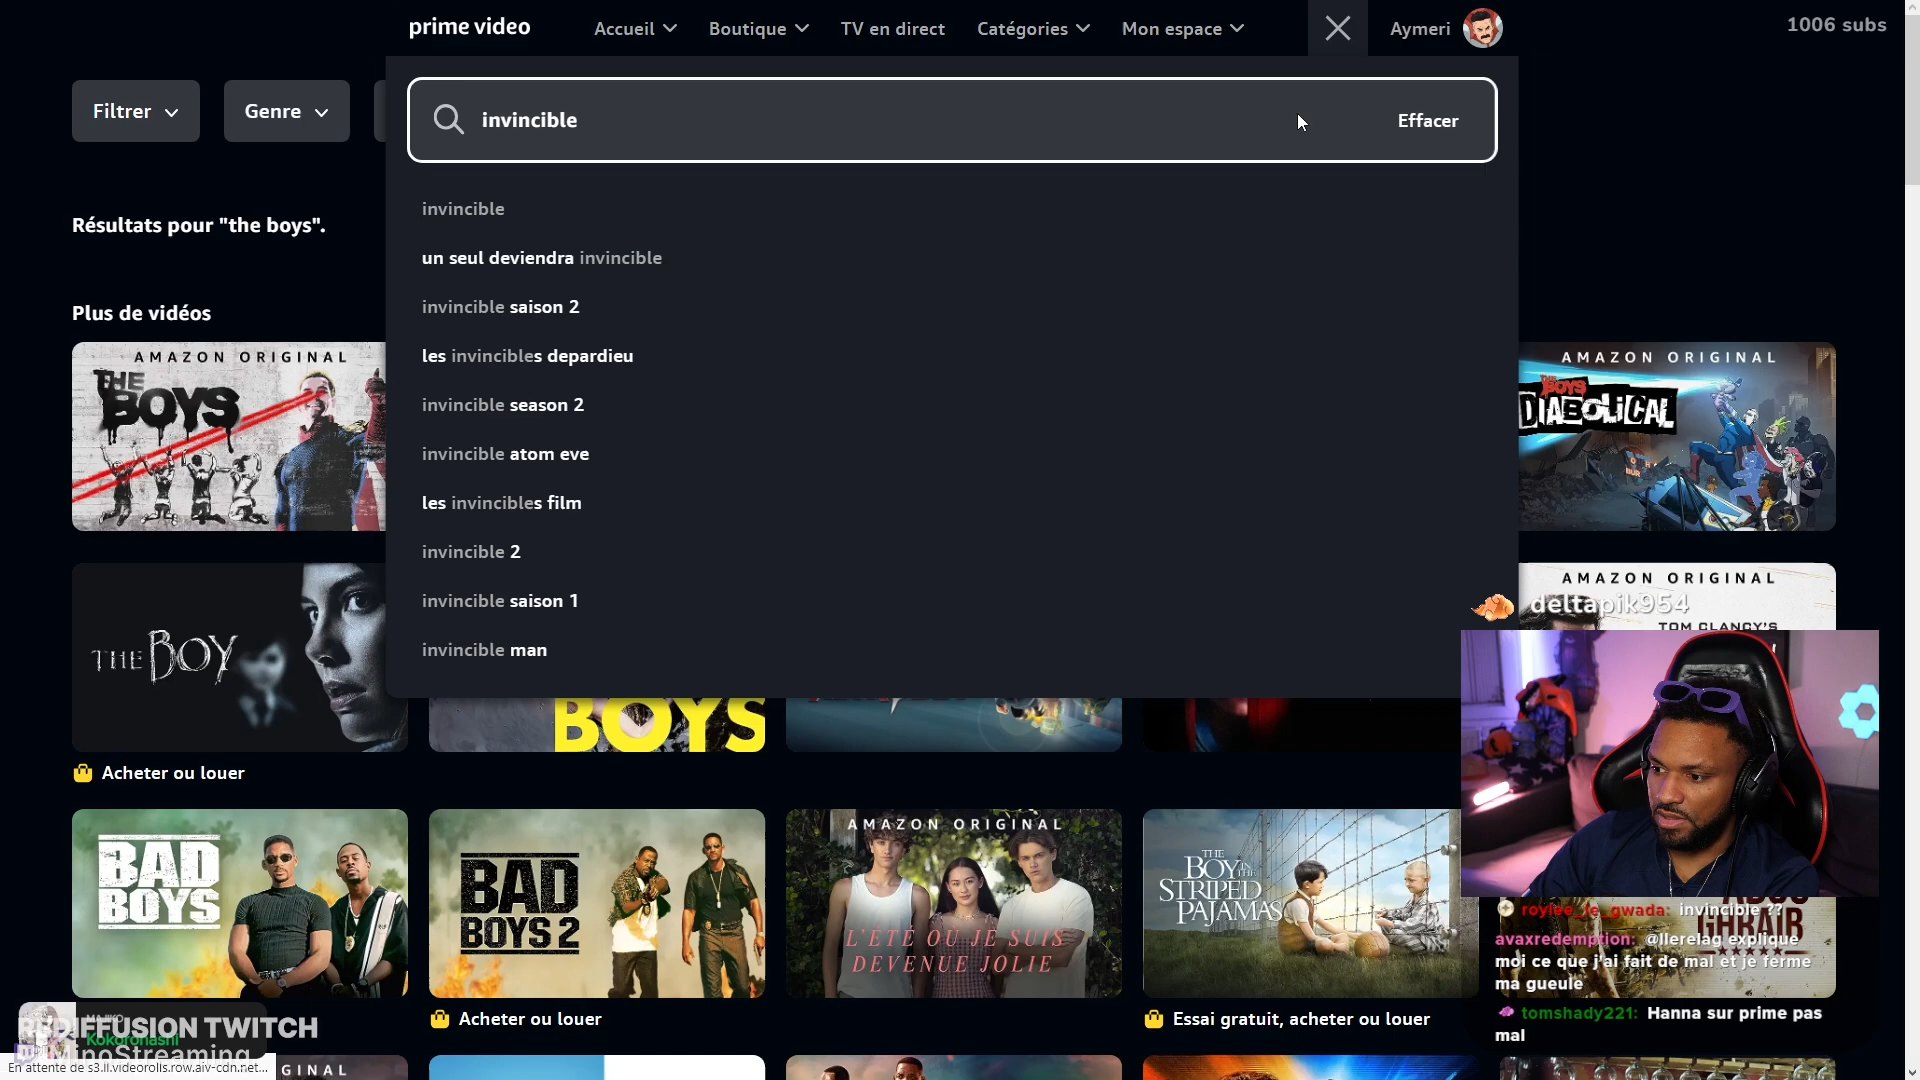 prime video
Accueil
Boutique
TV en direct
Catégories
Mon espace
Aymeri
1006 subs
Filtrer
Genre
invincible
Effacer
invincible
un seul deviendra invincible
invincible saison 2
les invincibles depardieu
invincible season 2
invincible atom eve
les invincibles film
invincible 2
invincible saison 1
invincible man
Résultats pour "the boys".
Plus de vidéos
AMAZON ORIGINAL
THE BOYS
AMAZON ORIGINAL
THE BOYS
DIABOLICAL
THE BOY
BOYS
AMAZON ORIGINAL
TOM CLANCY'S
deltapik954
Acheter ou louer
BAD BOYS
BAD BOYS 2
AMAZON ORIGINAL
L'ÉTÉ OÙ JE SUIS
DEVENUE JOLIE
THE
BOY IN THE
STRIPED
PAJAMAS
GHRAIB
roylee_le_gwada: invincible ??
avaxredemption: @llerelag explique
moi ce que j'ai fait de mal et je ferme
ma gueule
tomshady221: Hanna sur prime pas
mal
Acheter ou louer
Essai gratuit, acheter ou louer
REDIFFUSION TWITCH
MinoStreaming
En attente de s3.ll.videorolls.row.aiv-cdn.net...
GINAL